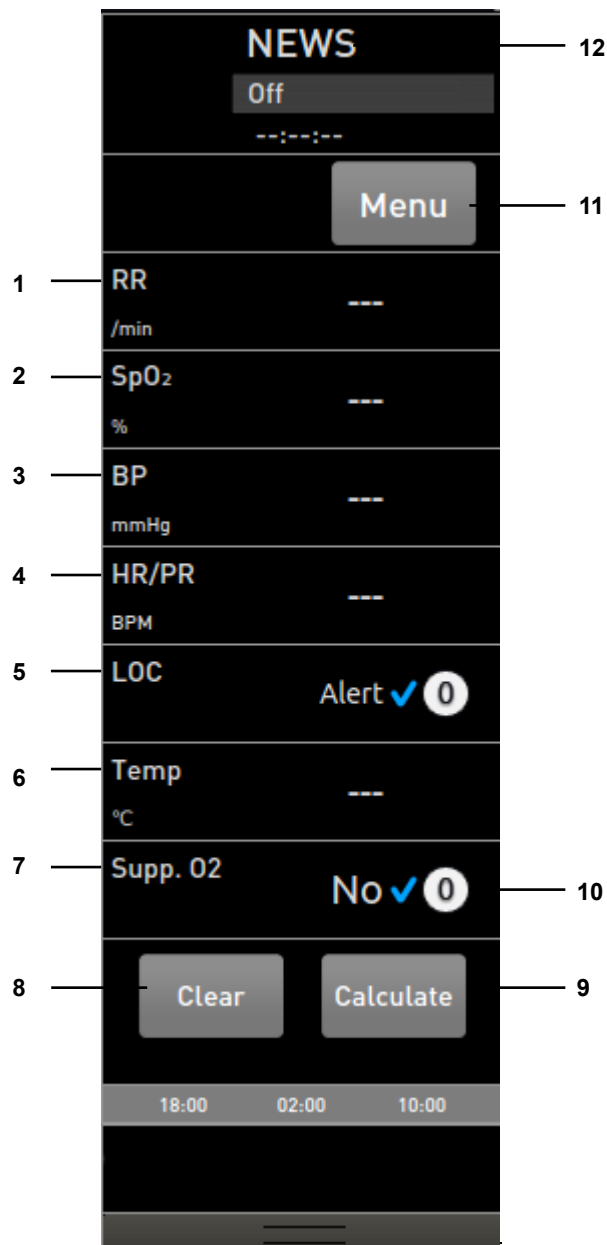 NEWS 12
Off
--:--:--
Menu 11
1 RR
---
/min
2 SpO₂
---
%
3 BP
---
mmHg
4 HR/PR
---
BPM
5 LOC
Alert ✓ 0
6 Temp
---
°C
7 Supp. O2
No ✓ 0 10
8 Clear Calculate 9
18:00 02:00 10:00